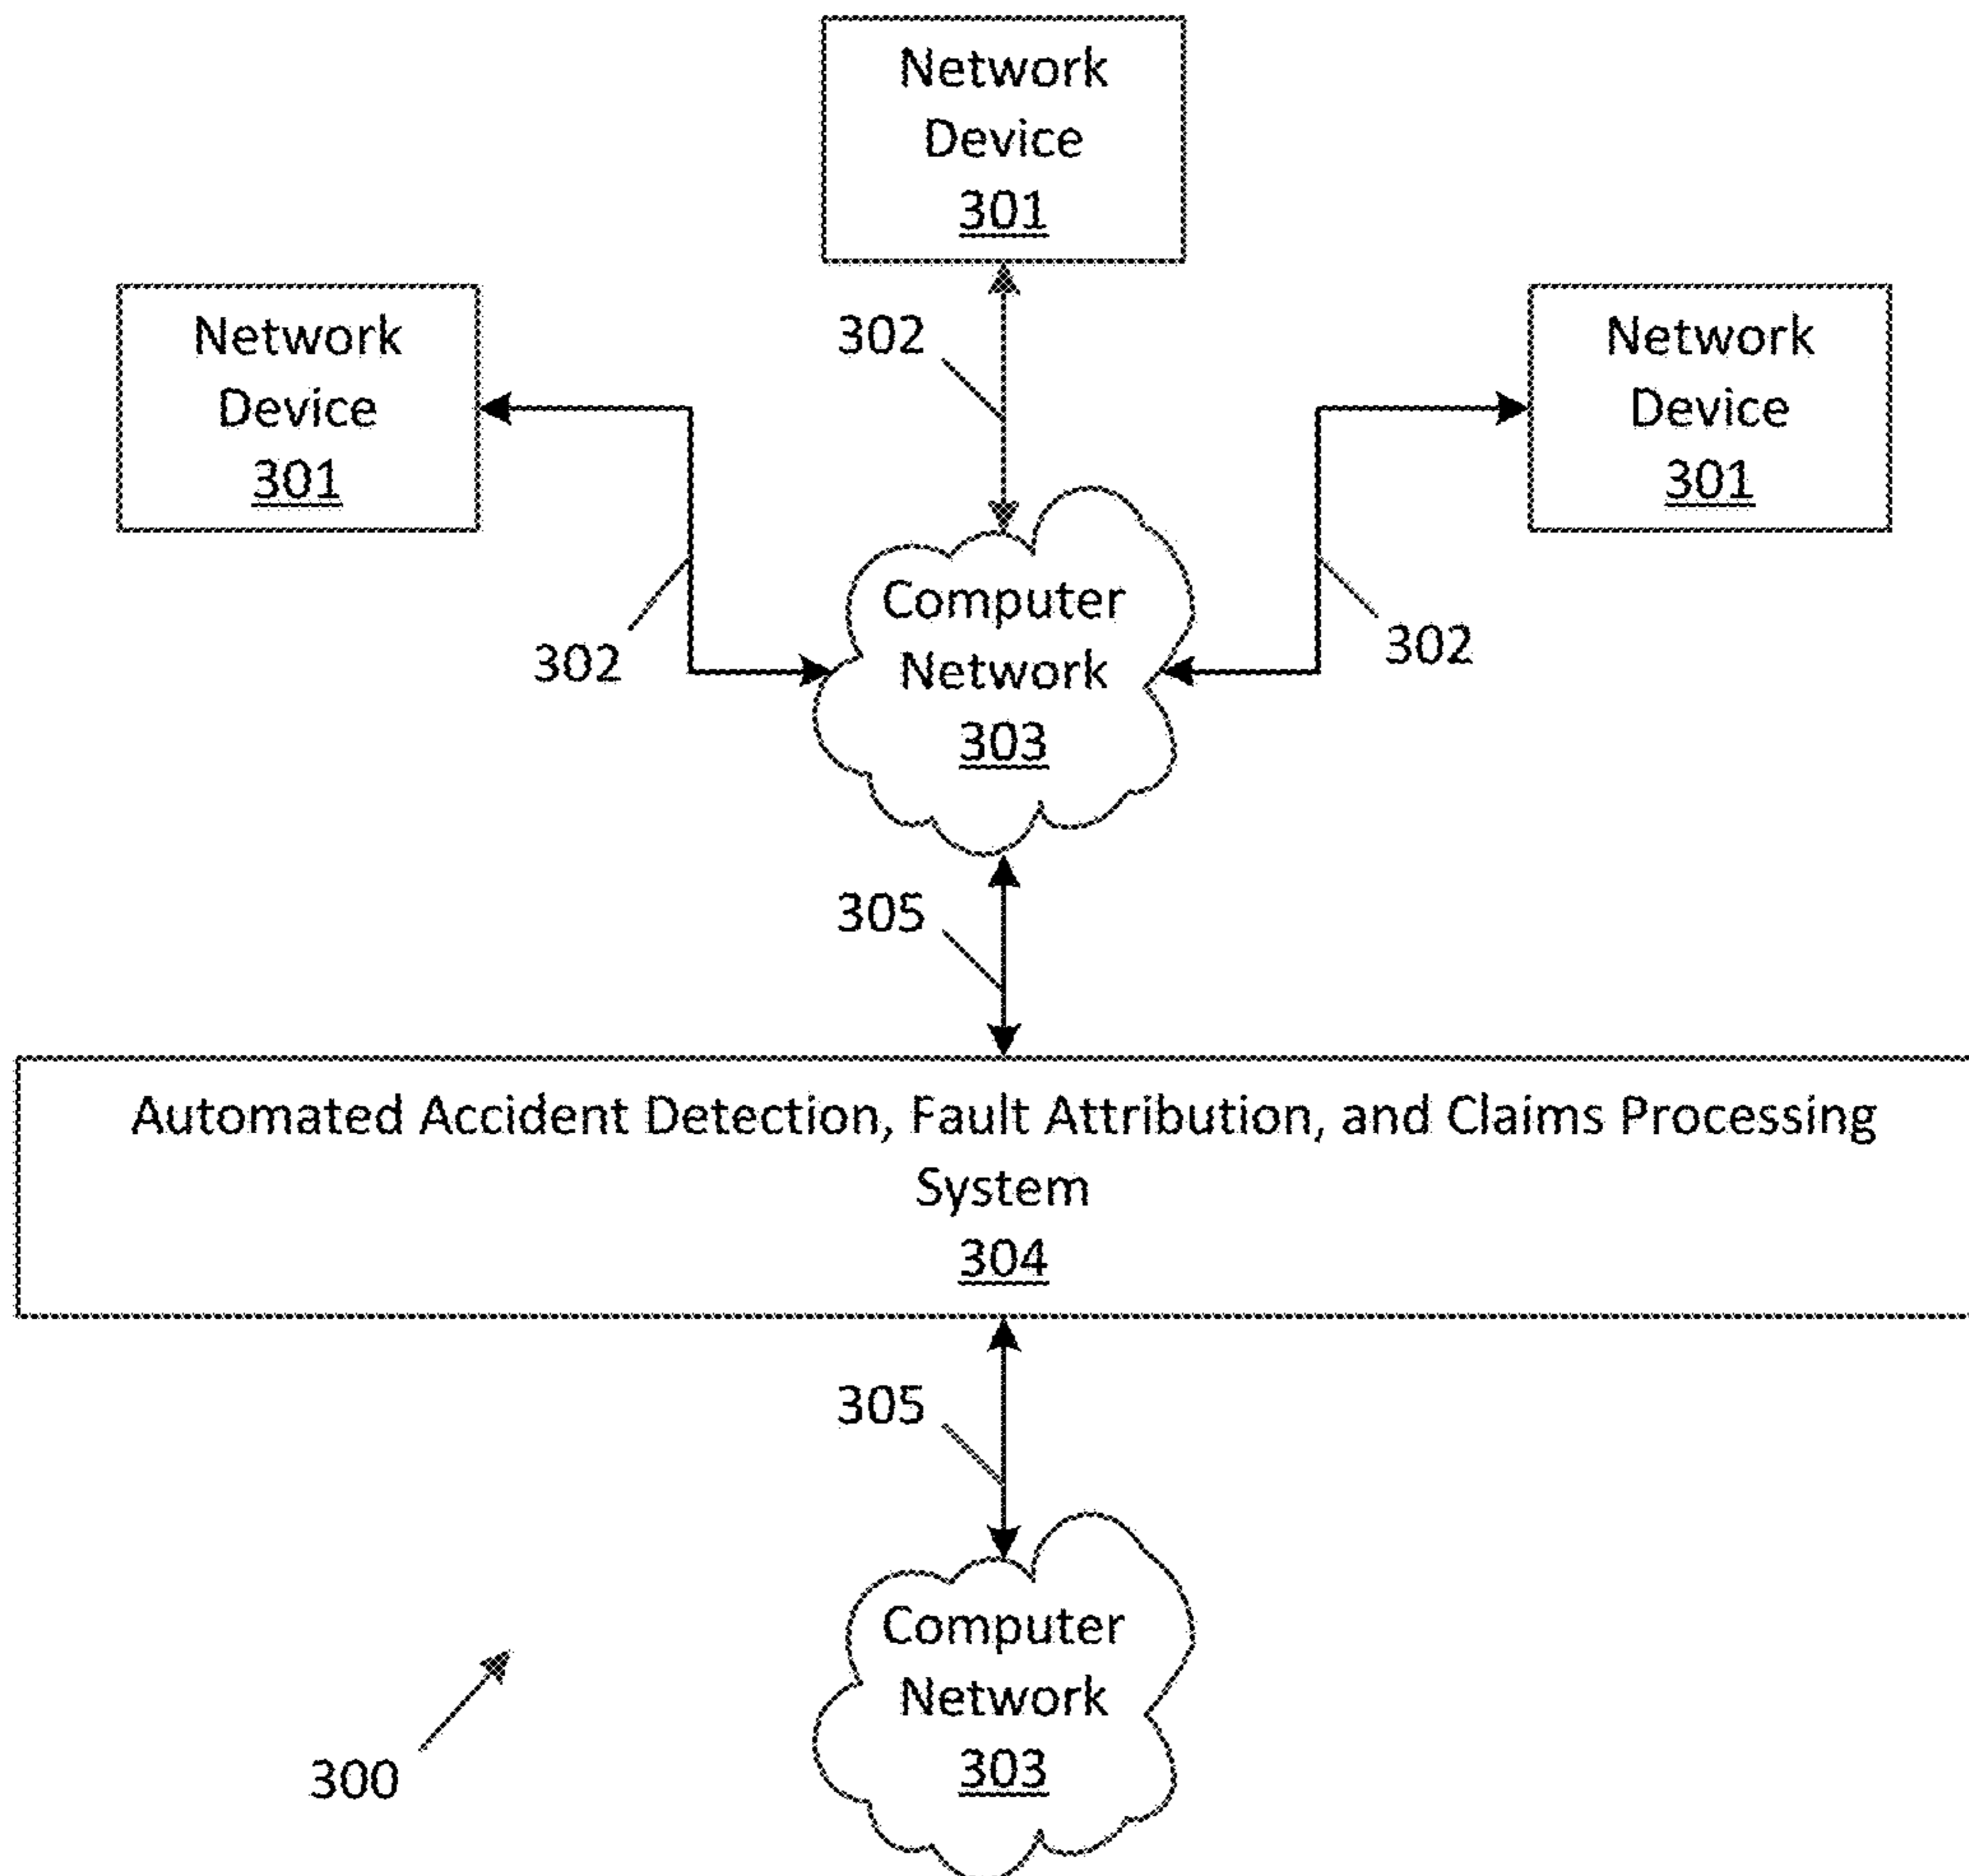 Network
Device
301
Network
Device
301
Network
Device
301
302
302
302
Computer
Network
303
305
Automated Accident Detection, Fault Attribution, and Claims Processing
System
304
305
Computer
Network
303
300